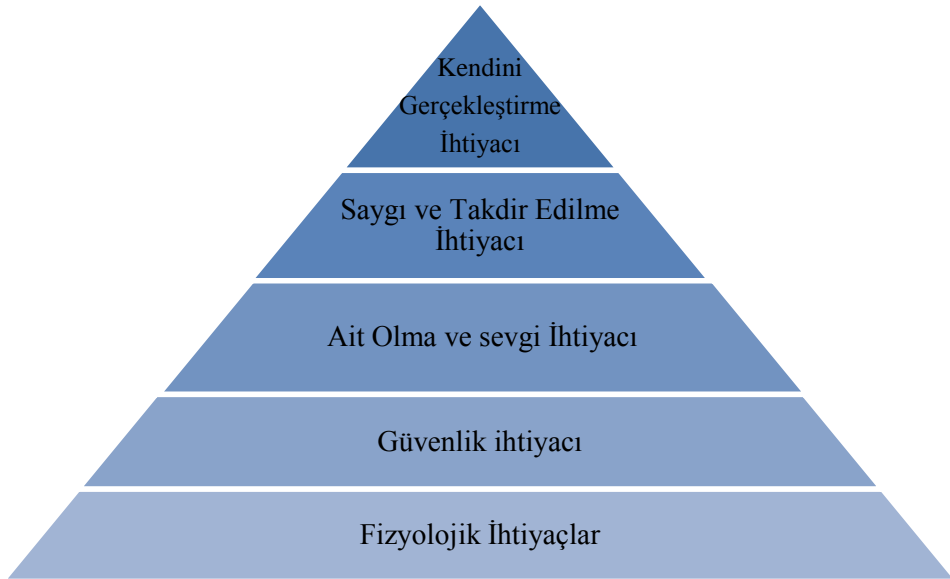 Kendini
Gerçekleştirme
İhtiyacı
Saygı ve Takdir Edilme
İhtiyacı
Ait Olma ve sevgi İhtiyacı
Güvenlik ihtiyacı
Fizyolojik İhtiyaçlar